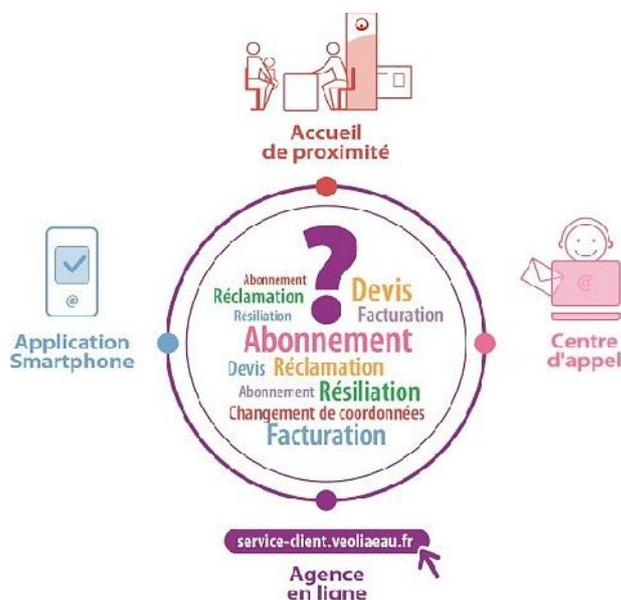 Accueil
de proximité
@
Application
Smartphone
@
Centre
d'appel
?
Abonnement
Réclamation
Devis
Résiliation
Facturation
Abonnement
Devis Réclamation
Abonnement Résiliation
Changement de coordonnées
Facturation
service-client.veoliaeau.fr
Agence
en ligne